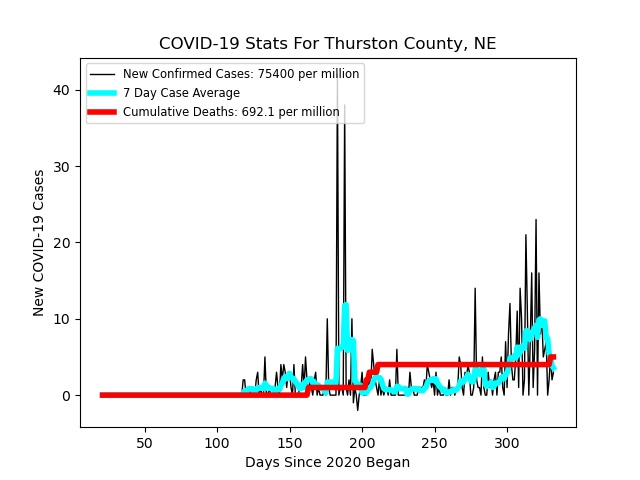 COVID-19 Stats For Thurston County, NE
New Confirmed Cases: 75400 per million
7 Day Case Average
Cumulative Deaths: 692.1 per million
New COVID-19 Cases
40
30
20
10
0
50 100 150 200 250 300
Days Since 2020 Began